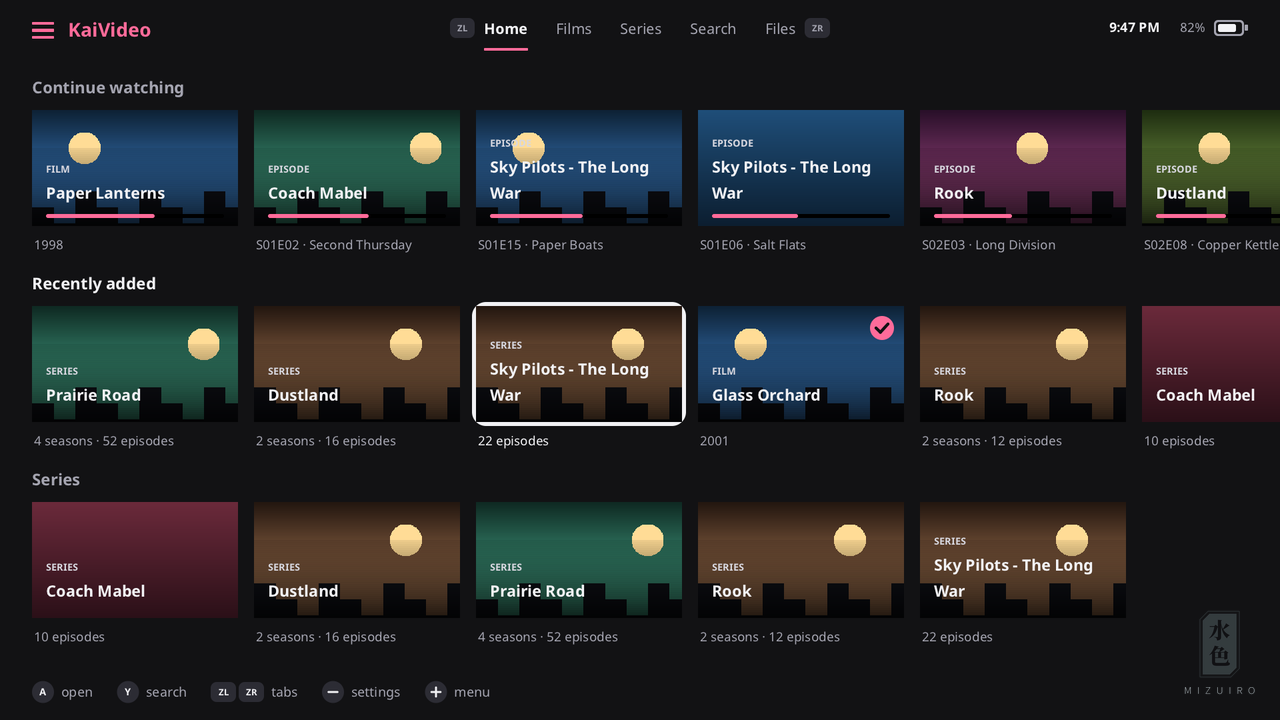 KaiVideo
ZL Home Films Series Search Files ZR
9:47 PM 82%
Continue watching
FILM
Paper Lanterns
1998
EPISODE
Coach Mabel
S01E02 · Second Thursday
EPISODE
Sky Pilots - The Long
War
S01E15 · Paper Boats
EPISODE
Sky Pilots - The Long
War
S01E06 · Salt Flats
EPISODE
Rook
S02E03 · Long Division
EPISODE
Dustland
S02E08 · Copper Kettle
Recently added
SERIES
Prairie Road
4 seasons · 52 episodes
SERIES
Dustland
2 seasons · 16 episodes
SERIES
Sky Pilots - The Long
War
22 episodes
FILM
Glass Orchard
2001
SERIES
Rook
2 seasons · 12 episodes
SERIES
Coach Mabel
10 episodes
Series
SERIES
Coach Mabel
10 episodes
SERIES
Dustland
2 seasons · 16 episodes
SERIES
Prairie Road
4 seasons · 52 episodes
SERIES
Rook
2 seasons · 12 episodes
SERIES
Sky Pilots - The Long
War
22 episodes
水色
MIZUIRO
A open Y search ZL ZR tabs settings menu